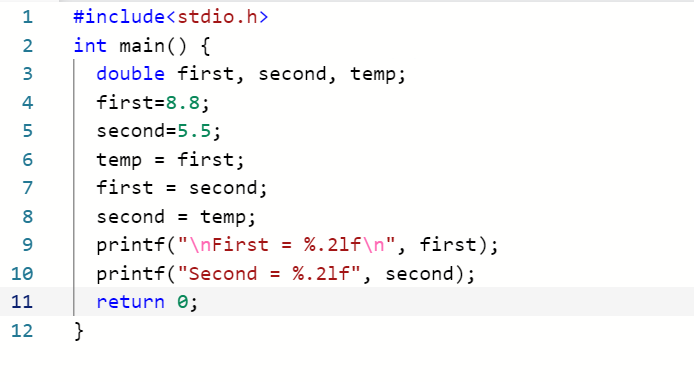 1 #include<stdio.h>
2 int main() {
3 double first, second, temp;
4 first=8.8;
5 second=5.5;
6 temp = first;
7 first = second;
8 second = temp;
9 printf("\nFirst = %.2lf\n", first);
10 printf("Second = %.2lf", second);
11 return 0;
12 }